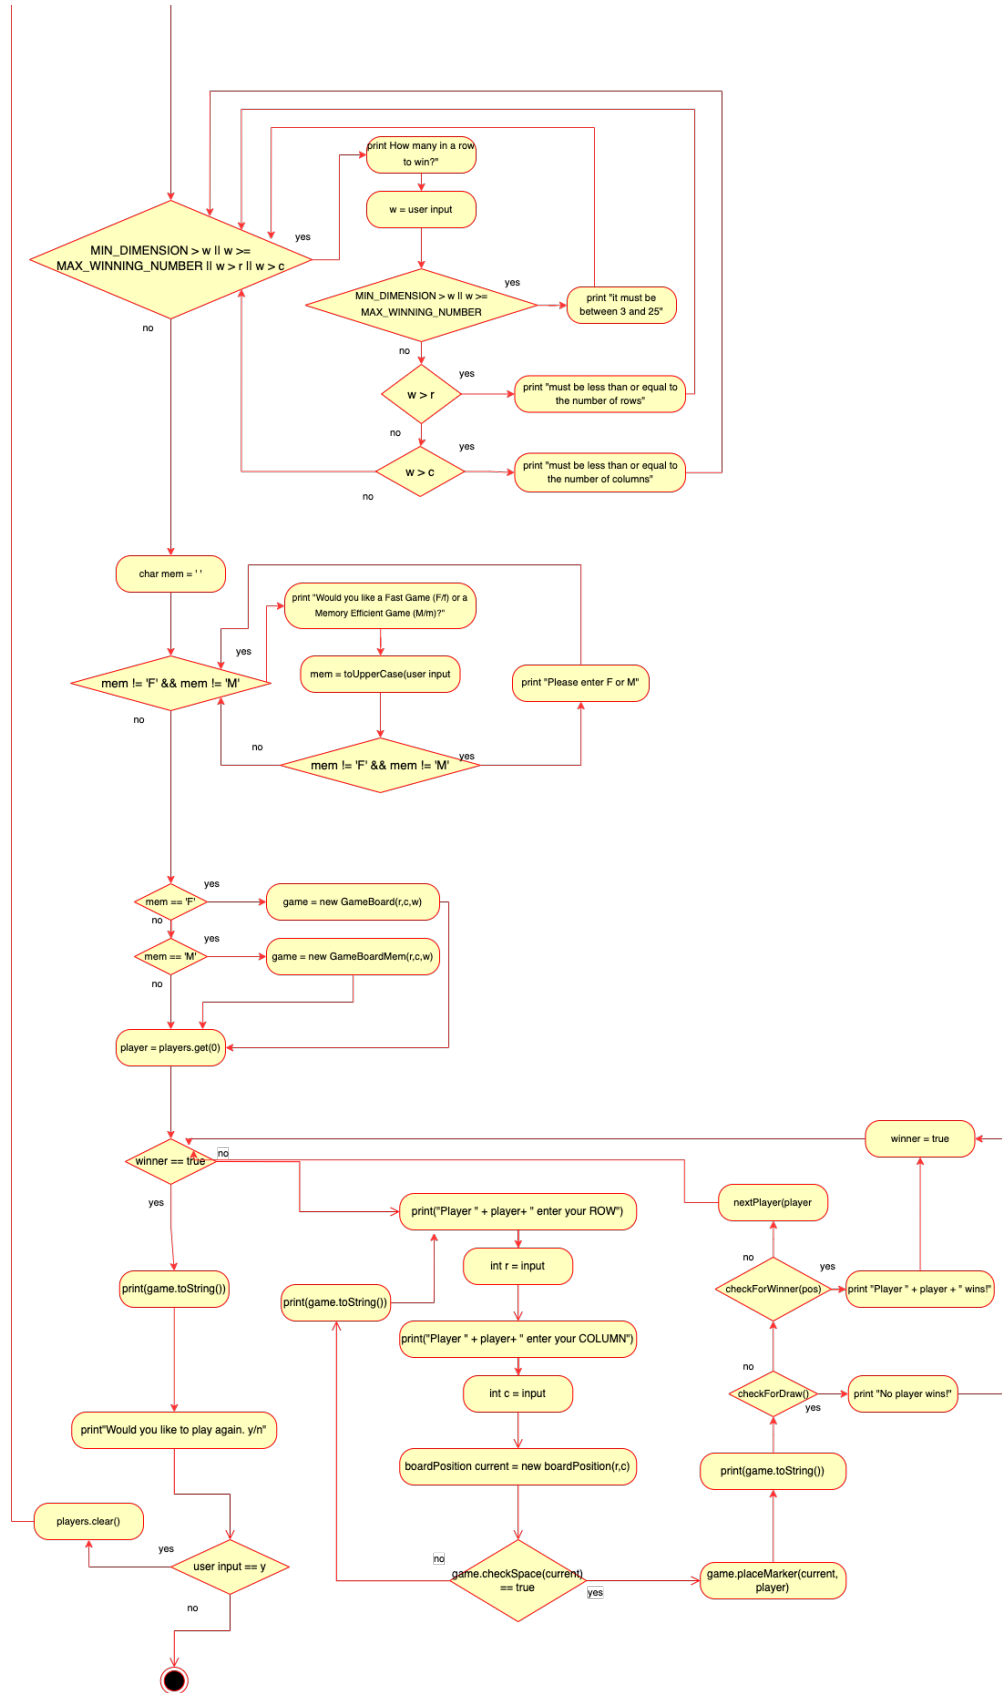 print How many in a row
to win?"
yes
w = user input
MIN_DIMENSION > w || w >=
MAX_WINNING_NUMBER || w > r || w > c
yes
MIN_DIMENSION > w || w >=
MAX_WINNING_NUMBER
print "it must be
between 3 and 25"
no
no
yes
w > r
print "must be less than or equal to
the number of rows"
no
yes
w > c
print "must be less than or equal to
the number of columns"
no
char mem = ' '
print "Would you like a Fast Game (F/f) or a
Memory Efficient Game (M/m)?"
yes
mem != 'F' && mem != 'M'
mem = toUpperCase(user input
print "Please enter F or M"
no
no
mem != 'F' && mem != 'M'
yes
yes
mem == 'F'
game = new GameBoard(r,c,w)
no
yes
mem == 'M'
game = new GameBoardMem(r,c,w)
no
player = players.get(0)
winner = true
no
winner == true
yes
nextPlayer(player
print("Player " + player+ " enter your ROW")
no
int r = input
yes
print(game.toString())
checkForWinner(pos)
print "Player " + player + " wins!"
print(game.toString())
print("Player " + player+ " enter your COLUMN")
no
int c = input
checkForDraw()
print "No player wins!"
yes
print"Would you like to play again. y/n"
boardPosition current = new boardPosition(r,c)
print(game.toString())
players.clear()
yes
user input == y
no
game.checkSpace(current)
== true
yes
game.placeMarker(current,
player)
no